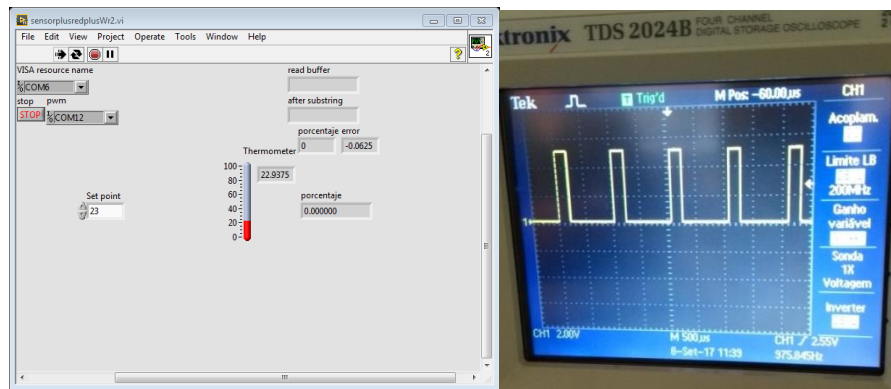 sensorplusredplusWr2.vi
File Edit View Project Operate Tools Window Help
2
VISA resource name
COM6
stop pwm
STOP COM12
read buffer
after substring
porcentaje error
0 -0.0625
Thermometer
22.9375
100
80
60
40
20
0
Set point
23
porcentaje
0.000000
tronix TDS 2024B FOUR CHANNEL
DIGITAL STORAGE OSCILLOSCOPE
Tek Trig'd M Pos: -60.00µs CH1
Acoplam.
Limite LB
200MHz
Ganho
variável
Sonda
1X
Voltagem
Inverter
1
CH1 2.00V M 500µs CH1 2.55V
8-Set-17 11:39 975.845Hz